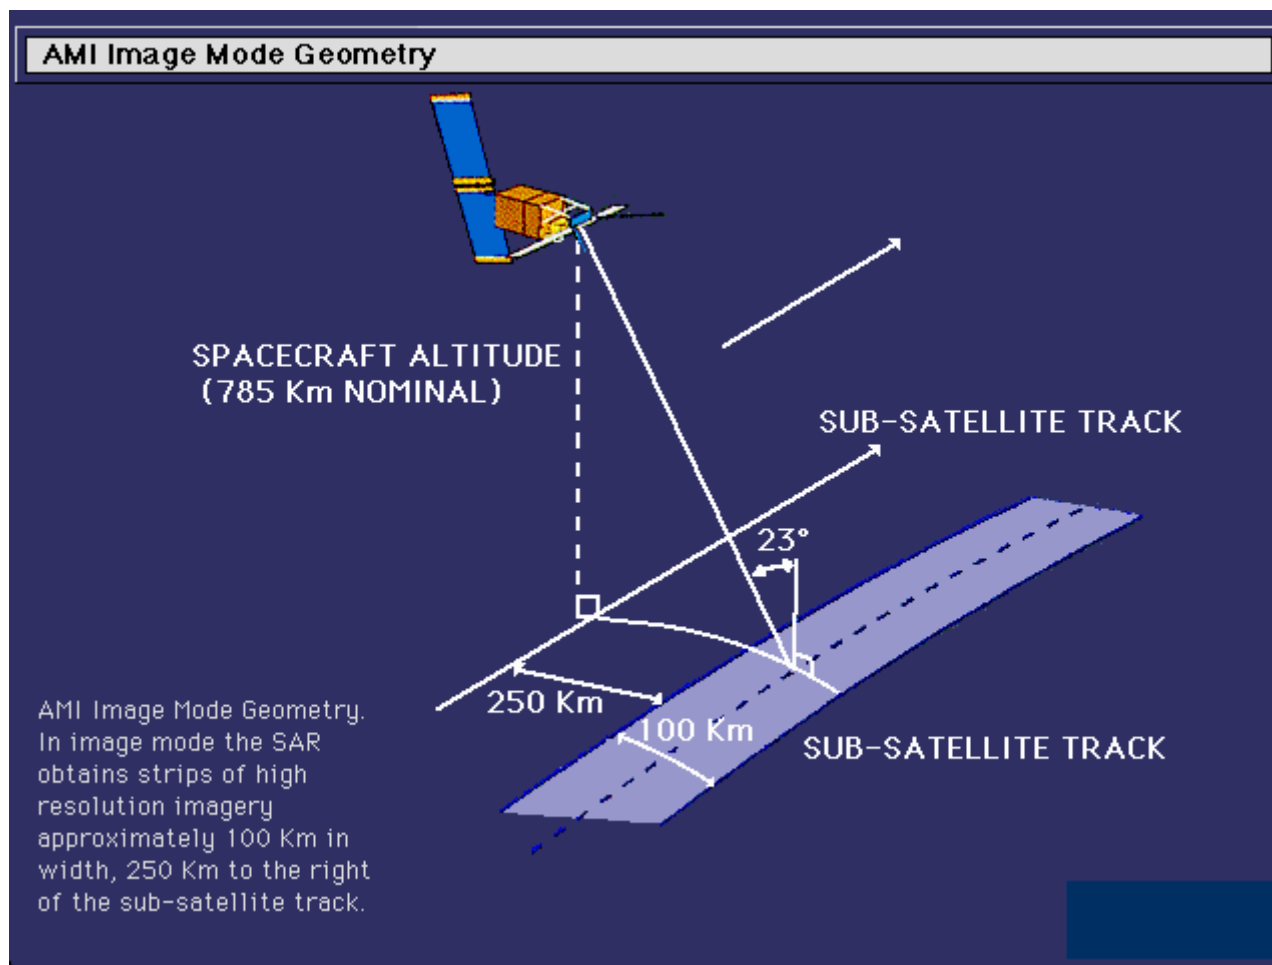 AMI Image Mode Geometry
SPACECRAFT ALTITUDE
(785 Km NOMINAL)
SUB-SATELLITE TRACK
23°
250 Km
100 Km
SUB-SATELLITE TRACK
AMI Image Mode Geometry.
In image mode the SAR
obtains strips of high
resolution imagery
approximately 100 Km in
width, 250 Km to the right
of the sub-satellite track.